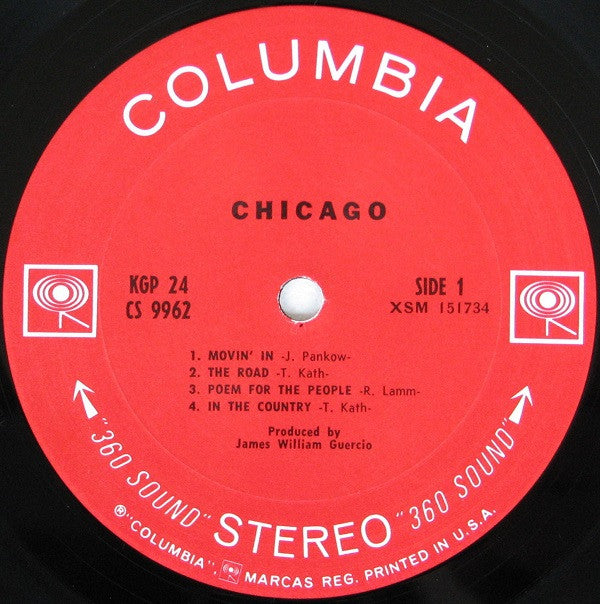 COLUMBIA
CHICAGO
KGP 24
CS 9962
SIDE 1
XSM 151734
1. MOVIN' IN -J. Pankow-
2. THE ROAD -T. Kath-
3. POEM FOR THE PEOPLE -R. Lamm-
4. IN THE COUNTRY -T. Kath-
Produced by
James William Guercio
"360 SOUND" STEREO "360 SOUND"
®"COLUMBIA", MARCAS REG. PRINTED IN U.S.A.